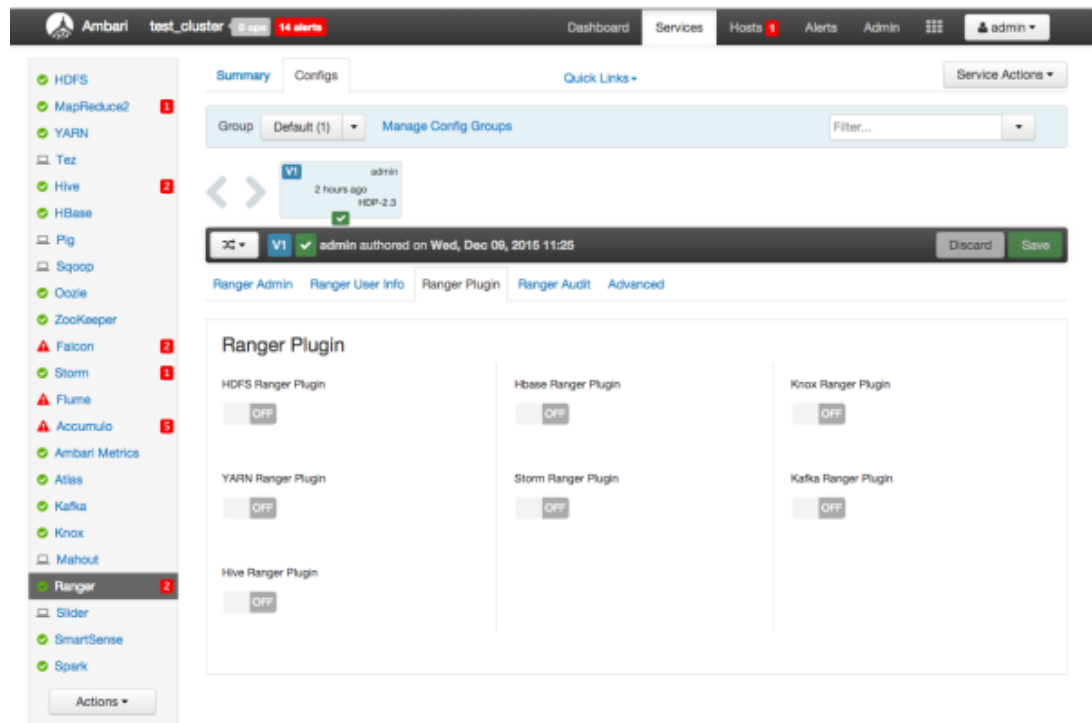 Ambari test_cluster 0 ops 14 alerts Dashboard Services Hosts 1 Alerts Admin admin
HDFS
MapReduce2 1
YARN
Tez
Hive 2
HBase
Pig
Sqoop
Oozie
ZooKeeper
Falcon 2
Storm 1
Flume
Accumulo 5
Ambari Metrics
Atlas
Kafka
Knox
Mahout
Ranger 2
Slider
SmartSense
Spark
Actions
Summary Configs Quick Links Service Actions
Group Default (1) Manage Config Groups Filter...
V1 admin
2 hours ago
HDP-2.3
V1 admin authored on Wed, Dec 09, 2015 11:25 Discard Save
Ranger Admin Ranger User Info Ranger Plugin Ranger Audit Advanced
Ranger Plugin
HDFS Ranger Plugin Hbase Ranger Plugin Knox Ranger Plugin
OFF OFF OFF
YARN Ranger Plugin Storm Ranger Plugin Kafka Ranger Plugin
OFF OFF OFF
Hive Ranger Plugin
OFF